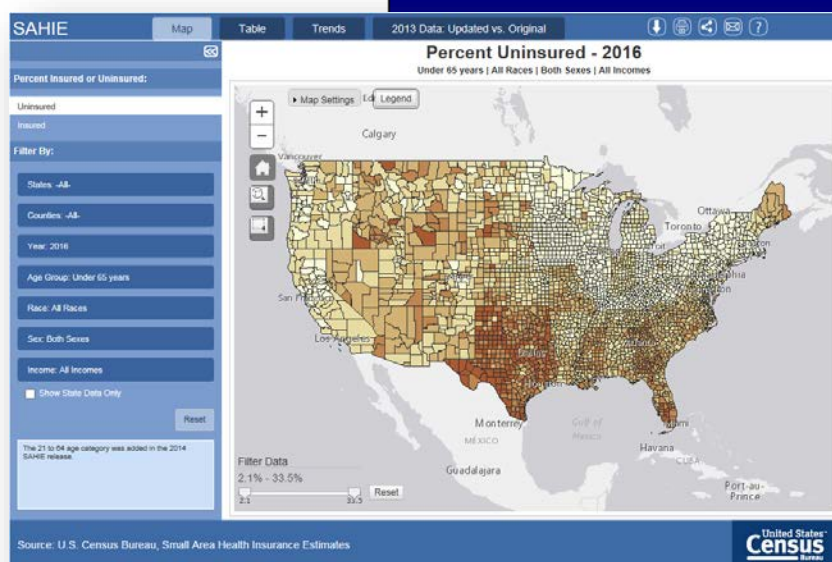 SAHIE
Map
Table
Trends
2013 Data: Updated vs. Original
Percent Uninsured - 2016
Under 65 years | All Races | Both Sexes | All Incomes
Percent Insured or Uninsured:
Uninsured
Insured
Filter By:
States: -All-
Counties: -All-
Year: 2016
Age Group: Under 65 years
Race: All Races
Sex: Both Sexes
Income: All Incomes
Show State Data Only
Reset
The 21 to 64 age category was added in the 2014
SAHIE release.
+
Map Settings
Legend
−
Calgary
Vancouver
Ottawa
Toronto
Los Angeles
Dallas
Houston
Miami
Monterrey
MÉXICO
Gulf of
Mexico
Havana
CUBA
Guadalajara
Port-au-
Prince
Filter Data
2.1% - 33.5%
2.1
33.5
Reset
Source: U.S. Census Bureau, Small Area Health Insurance Estimates
United States
Census
Bureau